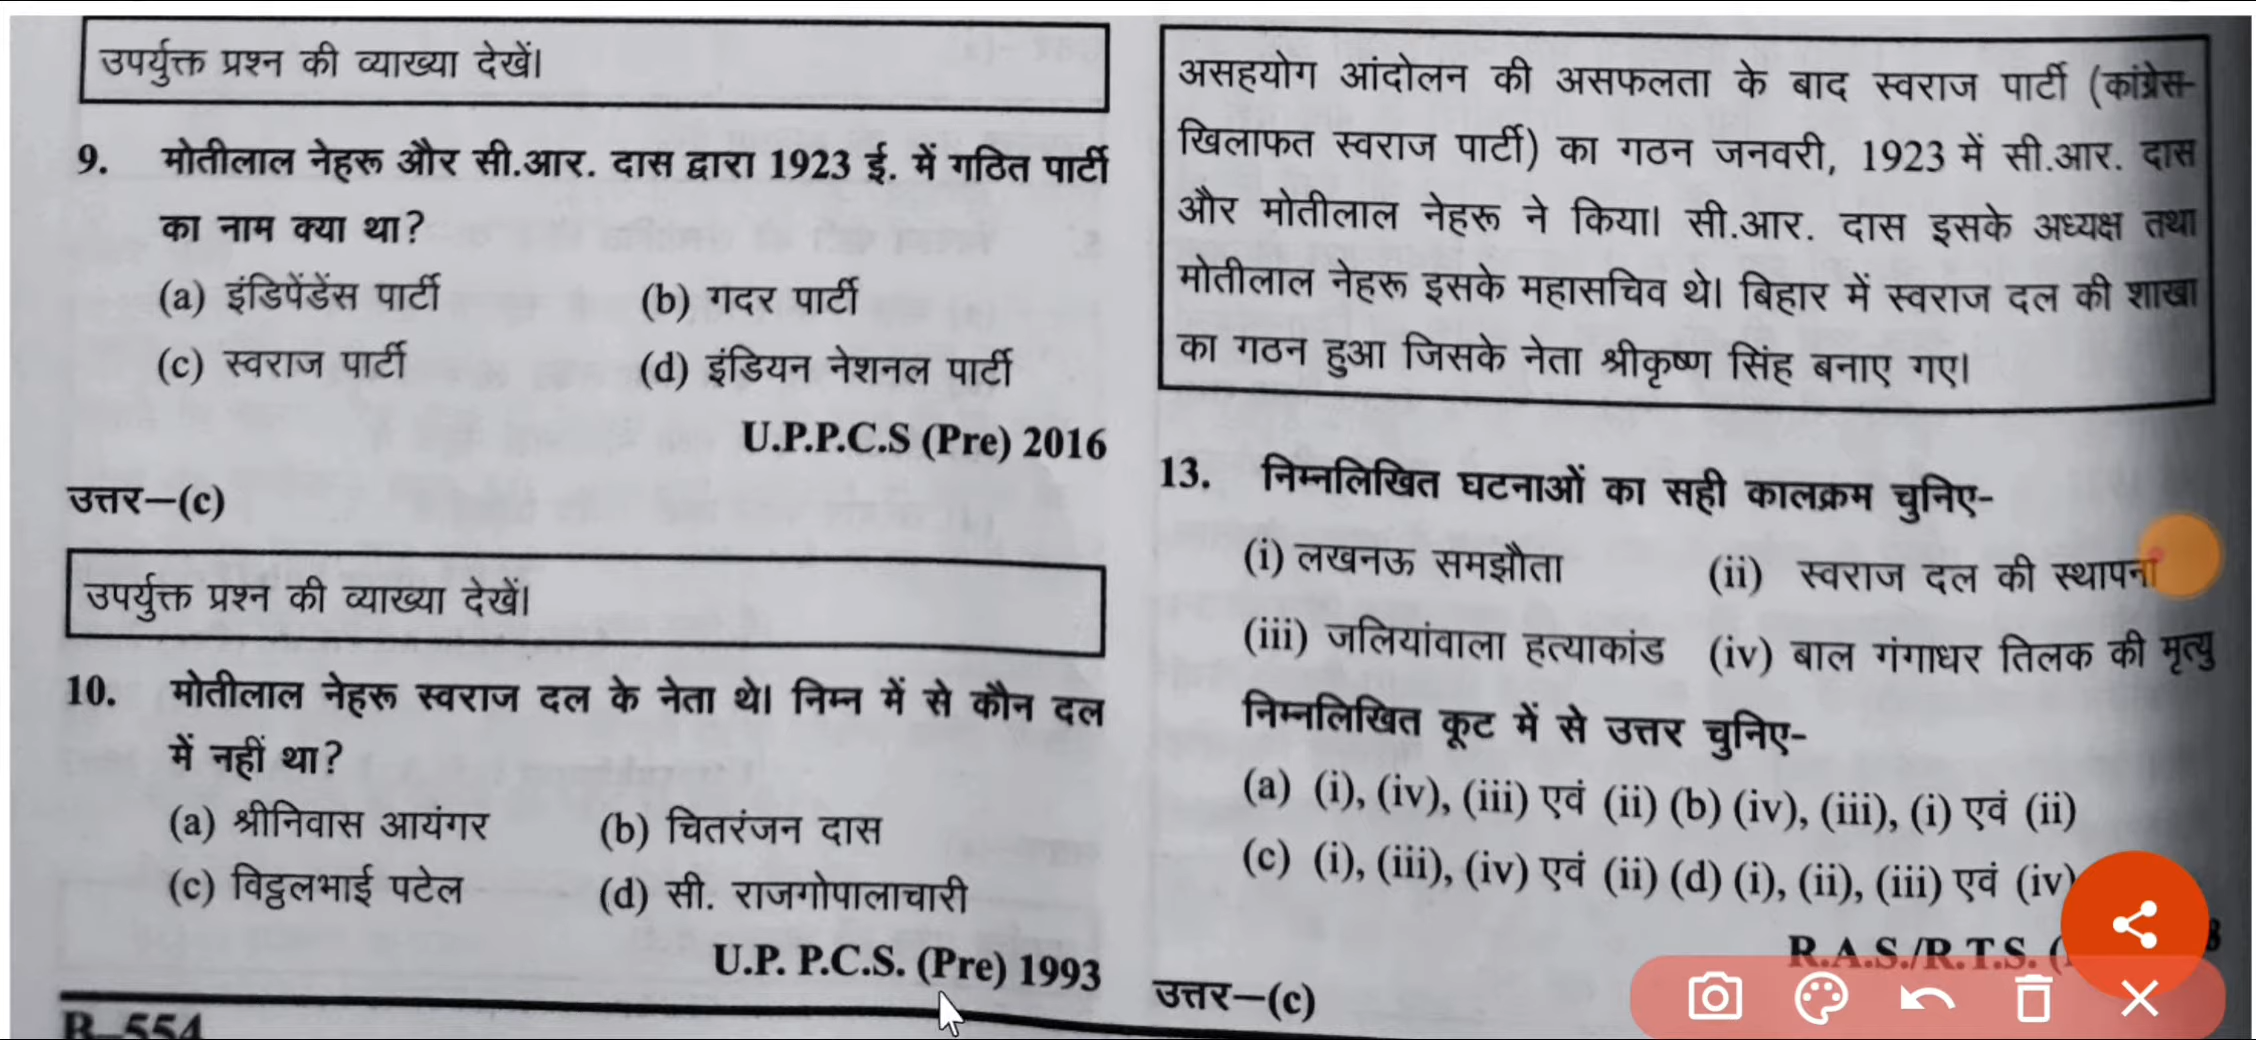 उपर्युक्त प्रश्न की व्याख्या देखें।
9. मोतीलाल नेहरू और सी.आर. दास द्वारा 1923 ई. में गठित पार्टी
का नाम क्या था?
(a) इंडिपेंडेंस पार्टी (b) गदर पार्टी
(c) स्वराज पार्टी (d) इंडियन नेशनल पार्टी
U.P.P.C.S (Pre) 2016
उत्तर–(c)
उपर्युक्त प्रश्न की व्याख्या देखें।
10. मोतीलाल नेहरू स्वराज दल के नेता थे। निम्न में से कौन दल
में नहीं था?
(a) श्रीनिवास आयंगर (b) चितरंजन दास
(c) विट्ठलभाई पटेल (d) सी. राजगोपालाचारी
U.P. P.C.S. (Pre) 1993
B–554
असहयोग आंदोलन की असफलता के बाद स्वराज पार्टी (कांग्रेस-
खिलाफत स्वराज पार्टी) का गठन जनवरी, 1923 में सी.आर. दास
और मोतीलाल नेहरू ने किया। सी.आर. दास इसके अध्यक्ष तथा
मोतीलाल नेहरू इसके महासचिव थे। बिहार में स्वराज दल की शाखा
का गठन हुआ जिसके नेता श्रीकृष्ण सिंह बनाए गए।
13. निम्नलिखित घटनाओं का सही कालक्रम चुनिए-
(i) लखनऊ समझौता (ii) स्वराज दल की स्थापना
(iii) जलियांवाला हत्याकांड (iv) बाल गंगाधर तिलक की मृत्यु
निम्नलिखित कूट में से उत्तर चुनिए-
(a) (i), (iv), (iii) एवं (ii) (b) (iv), (iii), (i) एवं (ii)
(c) (i), (iii), (iv) एवं (ii) (d) (i), (ii), (iii) एवं (iv)
R.A.S./R.T.S. (
उत्तर–(c)